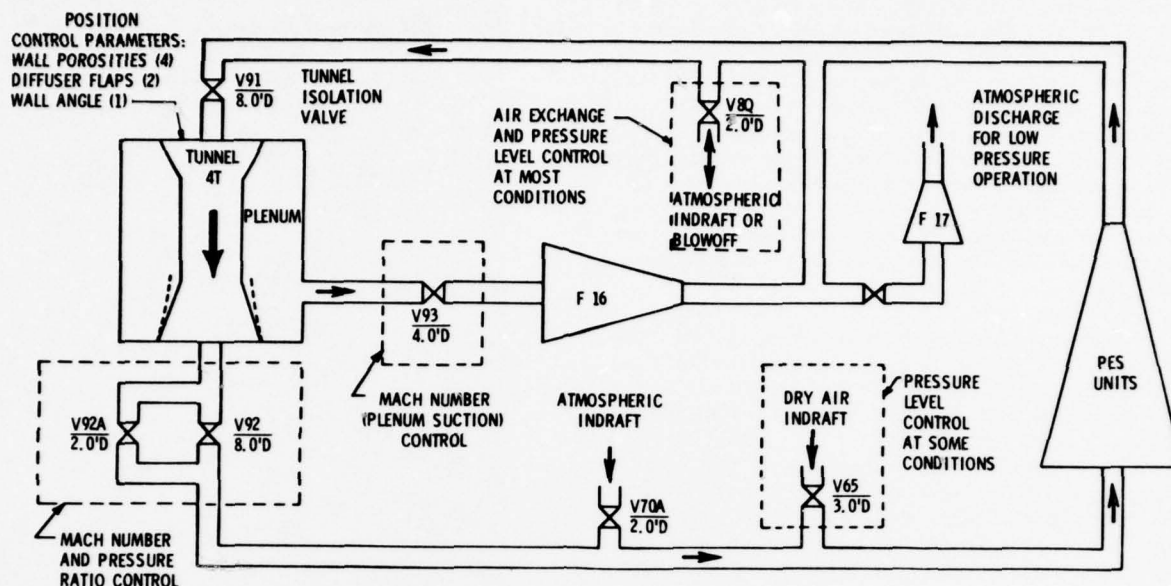 POSITION
CONTROL PARAMETERS:
WALL POROSITIES (4)
DIFFUSER FLAPS (2)
WALL ANGLE (1)
V91
8.0'D
TUNNEL
ISOLATION
VALVE
TUNNEL
4T
PLENUM
AIR EXCHANGE
AND PRESSURE
LEVEL CONTROL
AT MOST
CONDITIONS
V80
2.0'D
ATMOSPHERIC
INDRAFT OR
BLOWOFF
ATMOSPHERIC
DISCHARGE
FOR LOW
PRESSURE
OPERATION
F 17
F 16
V93
4.0'D
MACH NUMBER
(PLENUM SUCTION)
CONTROL
V92A
2.0'D
V92
8.0'D
MACH NUMBER
AND PRESSURE
RATIO CONTROL
ATMOSPHERIC
INDRAFT
V70A
2.0'D
DRY AIR
INDRAFT
V65
3.0'D
PRESSURE
LEVEL
CONTROL
AT SOME
CONDITIONS
PES
UNITS